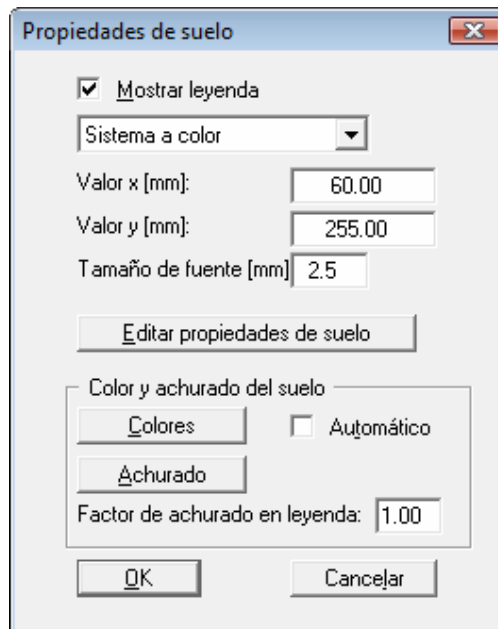 Propiedades de suelo
Mostrar leyenda
Sistema a color
Valor x [mm]: 60.00
Valor y [mm]: 255.00
Tamaño de fuente [mm] 2.5
Editar propiedades de suelo
Color y achurado del suelo
Colores Automático
Achurado
Factor de achurado en leyenda: 1.00
OK Cancelar